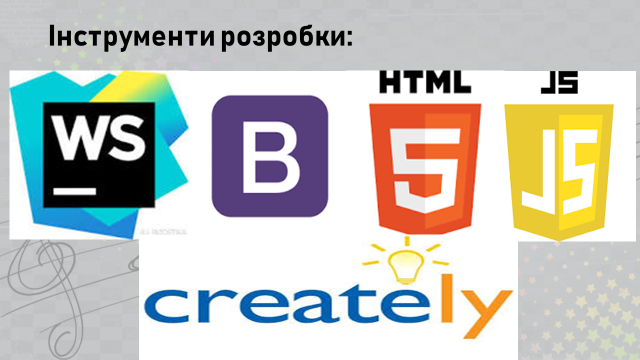 Інструменти розробки:
HTML JS
WS B 5 JS
creately